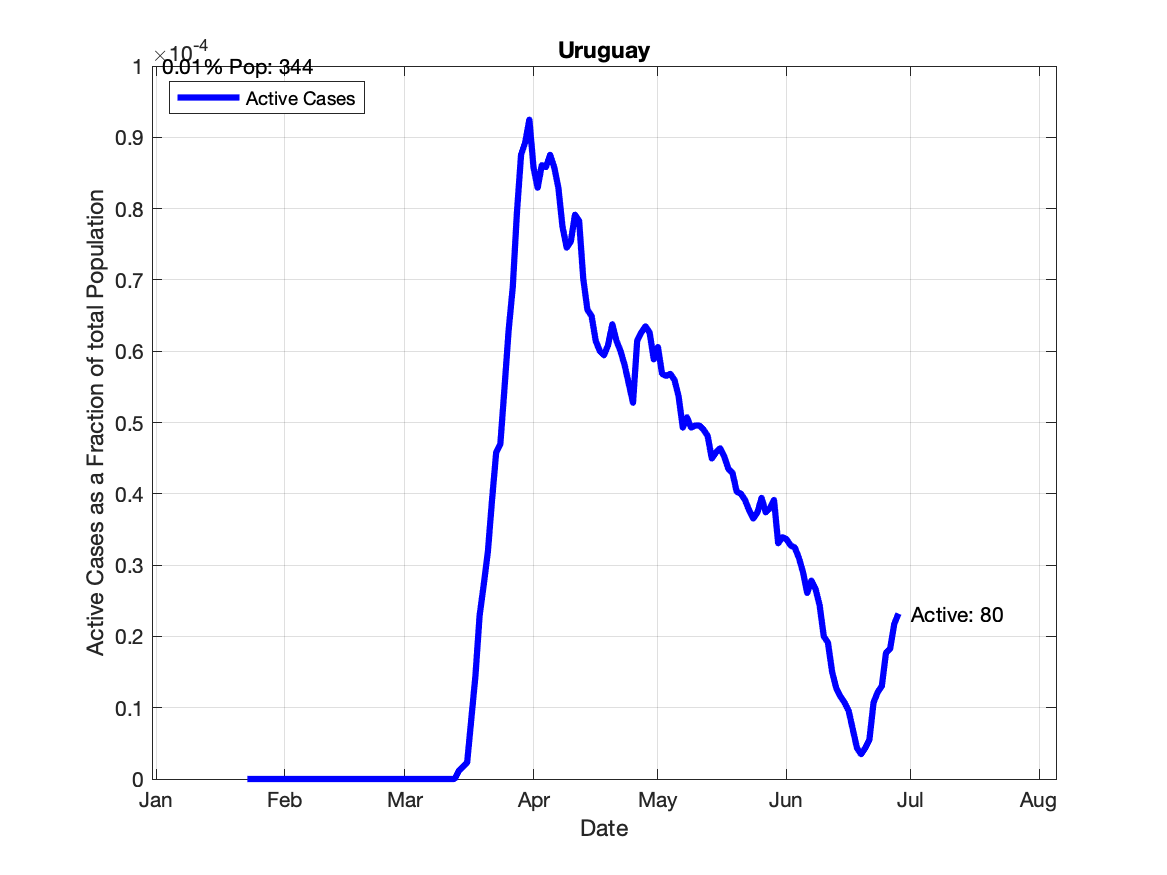 Uruguay
×10-4
0.01% Pop: 344
Active Cases
1
0.9
0.8
0.7
0.6
0.5
0.4
0.3
0.2
0.1
0
Active Cases as a Fraction of total Population
Active: 80
Jan Feb Mar Apr May Jun Jul Aug
Date